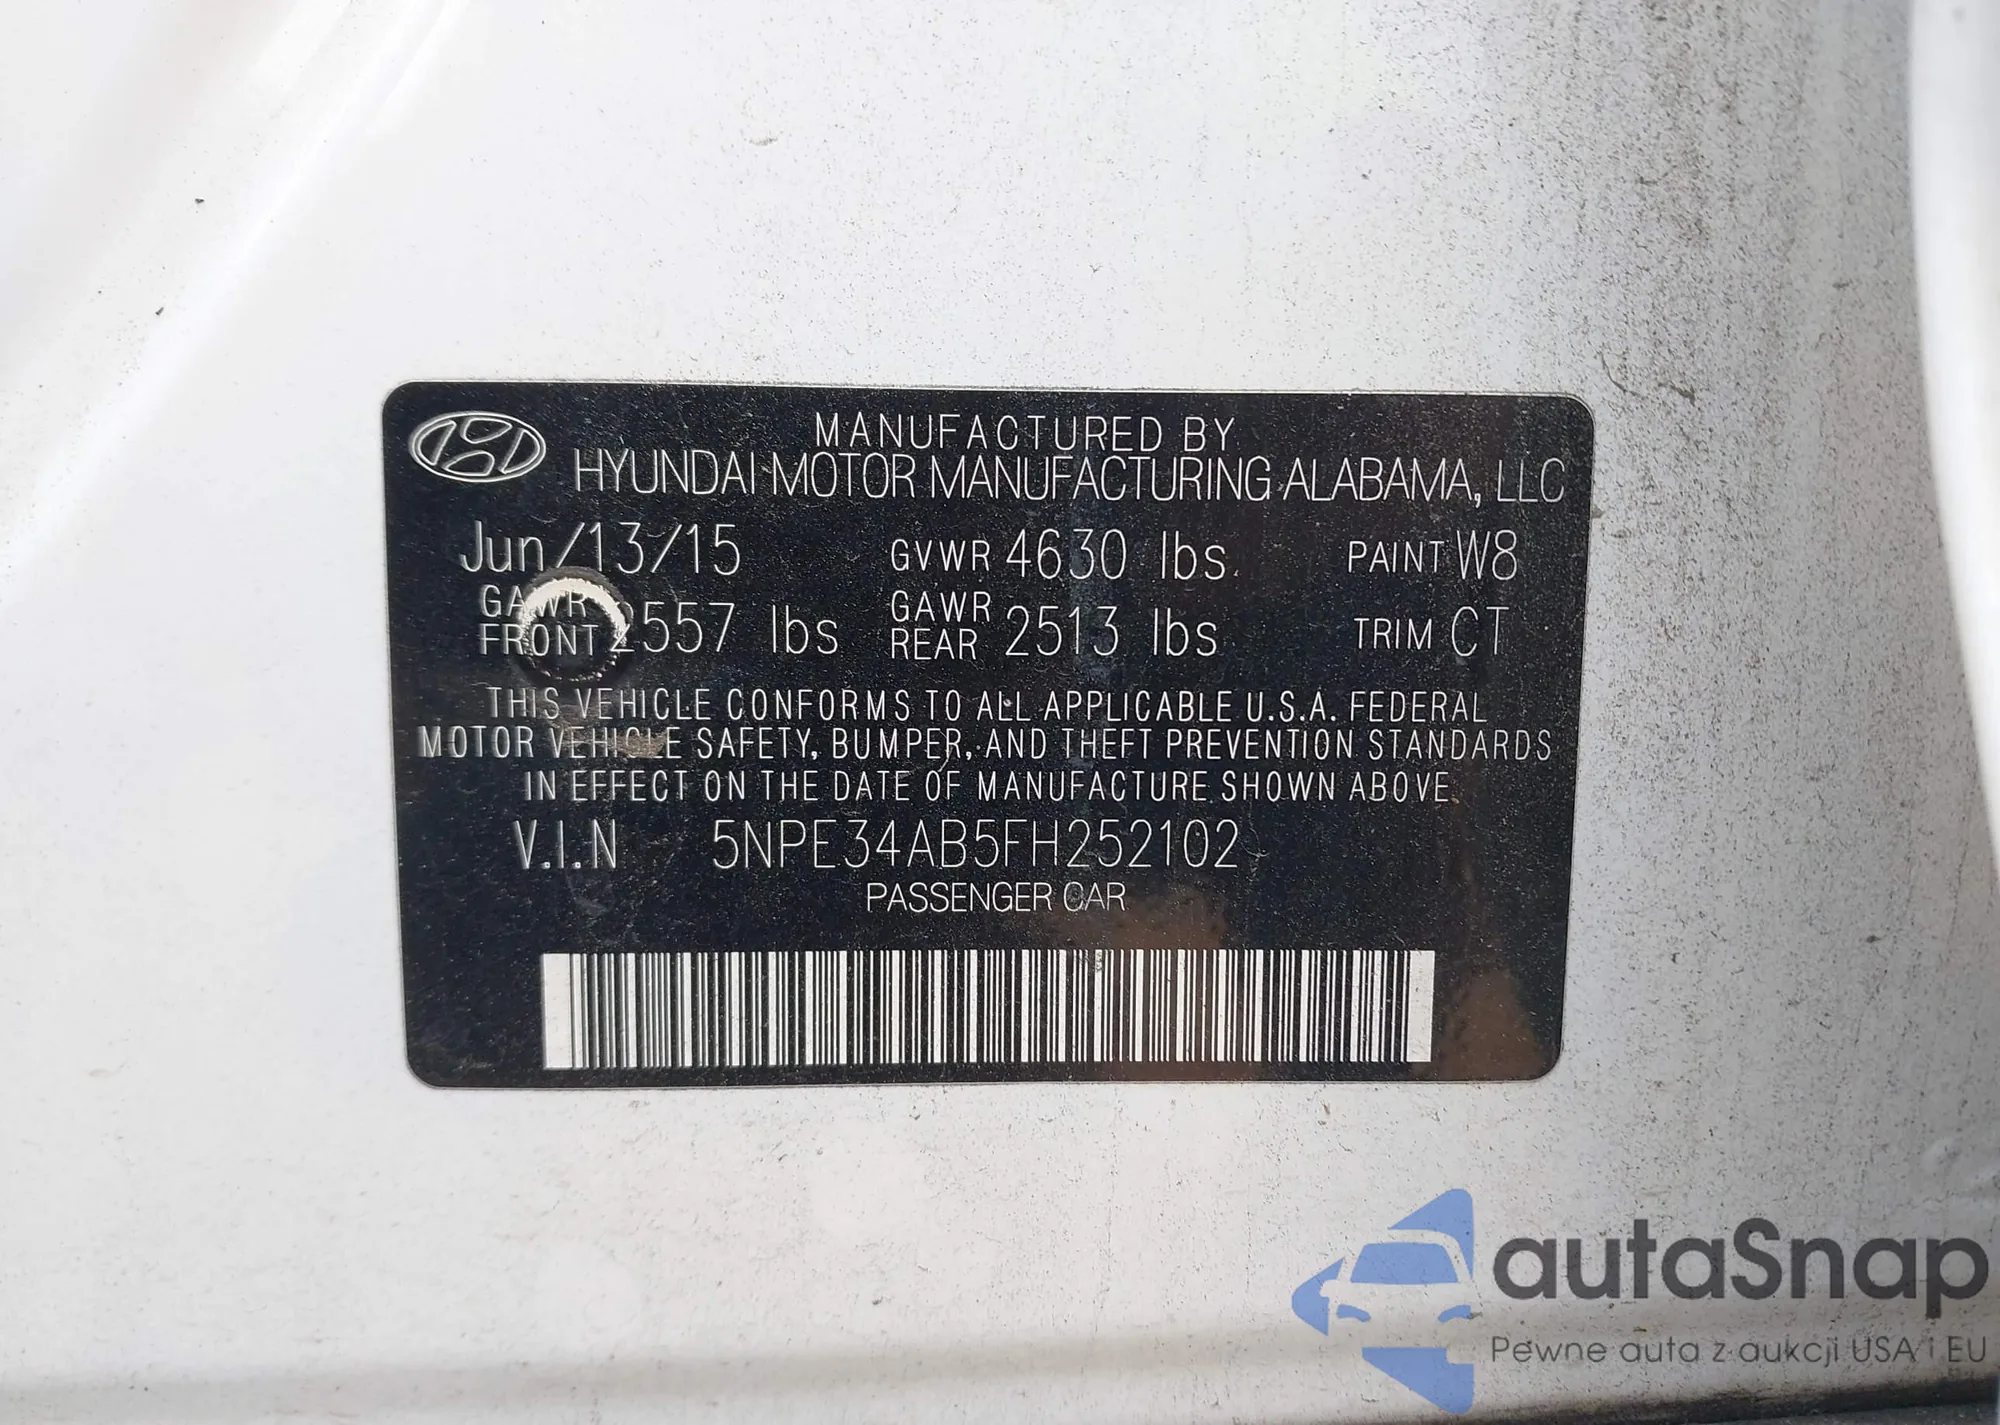 MANUFACTURED BY
HYUNDAI MOTOR MANUFACTURING ALABAMA, LLC
Jun/13/15 GVWR 4630 lbs PAINT W8
GAWR FRONT 2557 lbs GAWR REAR 2513 lbs TRIM CT
THIS VEHICLE CONFORMS TO ALL APPLICABLE U.S.A. FEDERAL
MOTOR VEHICLE SAFETY, BUMPER, AND THEFT PREVENTION STANDARDS
IN EFFECT ON THE DATE OF MANUFACTURE SHOWN ABOVE
V.I.N 5NPE34AB5FH252102
PASSENGER CAR
autaSnap
Pewne auta z aukcji USA i EU